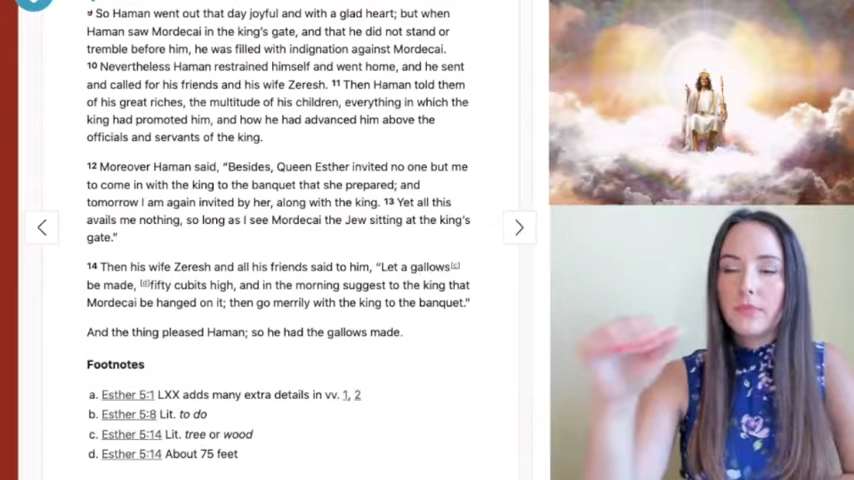 9 So Haman went out that day joyful and with a glad heart; but when
Haman saw Mordecai in the king's gate, and that he did not stand or
tremble before him, he was filled with indignation against Mordecai.
10 Nevertheless Haman restrained himself and went home, and he sent
and called for his friends and his wife Zeresh. 11 Then Haman told them
of his great riches, the multitude of his children, everything in which the
king had promoted him, and how he had advanced him above the
officials and servants of the king.
12 Moreover Haman said, “Besides, Queen Esther invited no one but me
to come in with the king to the banquet that she prepared; and
tomorrow I am again invited by her, along with the king. 13 Yet all this
avails me nothing, so long as I see Mordecai the Jew sitting at the king's
gate.”
14 Then his wife Zeresh and all his friends said to him, “Let a gallows[c]
be made, [d]fifty cubits high, and in the morning suggest to the king that
Mordecai be hanged on it; then go merrily with the king to the banquet.”
And the thing pleased Haman; so he had the gallows made.
Footnotes
a. Esther 5:1 LXX adds many extra details in vv. 1, 2
b. Esther 5:8 Lit. to do
c. Esther 5:14 Lit. tree or wood
d. Esther 5:14 About 75 feet